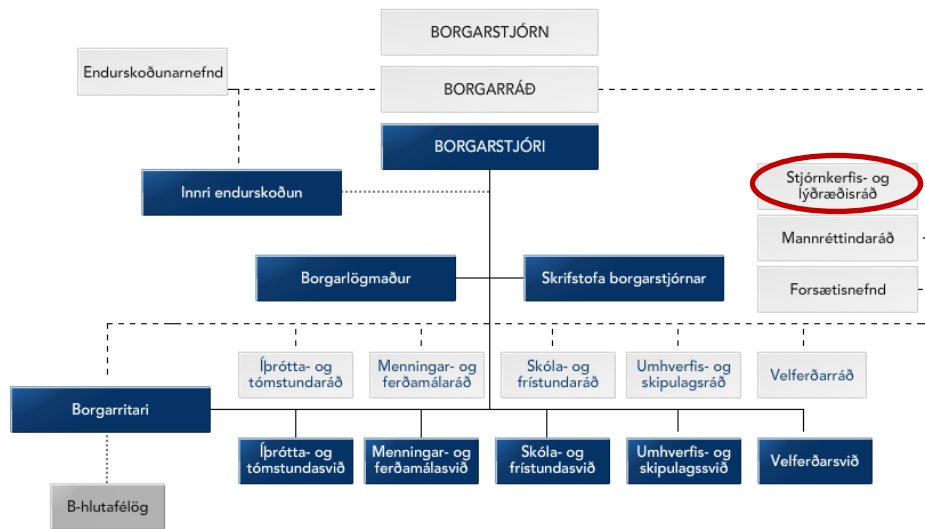 BORGARSTJÓRN
Endurskoðunarnefnd
BORGARRÁÐ
BORGARSTJÓRI
Innri endurskoðun
Stjórnkerfis- og
lýðræðisráð
Mannréttindaráð
Forsætisnefnd
Borgarlögmaður
Skrifstofa borgarstjórnar
Íþrótta- og
tómstundaráð
Menningar- og
ferðamálaráð
Skóla- og
frístundaráð
Umhverfis- og
skipulagsráð
Velferðarráð
Borgarritari
Íþrótta- og
tómstundasvið
Menningar- og
ferðamálasvið
Skóla- og
frístundasvið
Umhverfis- og
skipulagssvið
Velferðarsvið
B-hlutafélög